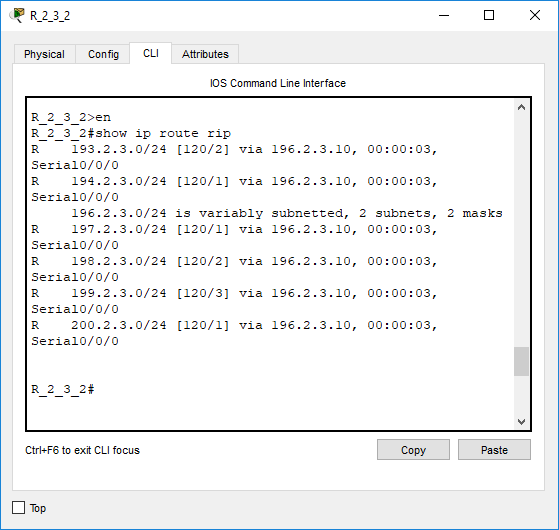 R_2_3_2
Physical Config CLI Attributes
IOS Command Line Interface
R_2_3_2>en
R_2_3_2#show ip route rip
R    193.2.3.0/24 [120/2] via 196.2.3.10, 00:00:03,
Serial0/0/0
R    194.2.3.0/24 [120/1] via 196.2.3.10, 00:00:03,
Serial0/0/0
     196.2.3.0/24 is variably subnetted, 2 subnets, 2 masks
R    197.2.3.0/24 [120/1] via 196.2.3.10, 00:00:03,
Serial0/0/0
R    198.2.3.0/24 [120/2] via 196.2.3.10, 00:00:03,
Serial0/0/0
R    199.2.3.0/24 [120/3] via 196.2.3.10, 00:00:03,
Serial0/0/0
R    200.2.3.0/24 [120/1] via 196.2.3.10, 00:00:03,
Serial0/0/0
R_2_3_2#
Ctrl+F6 to exit CLI focus Copy Paste
Top